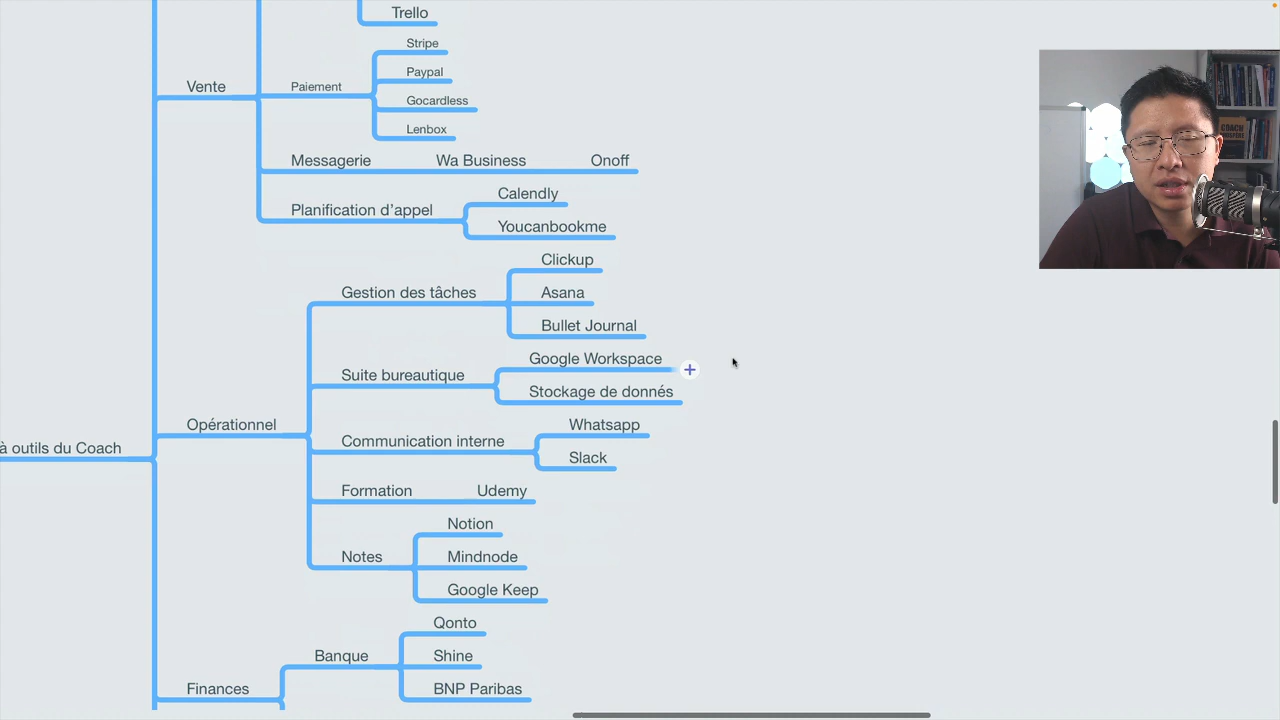 Trello
Stripe
Vente
Paiement
Paypal
Gocardless
Lenbox
Messagerie
Wa Business
Onoff
Calendly
Planification d’appel
Youcanbookme
Clickup
Gestion des tâches
Asana
Bullet Journal
Google Workspace
Suite bureautique
Stockage de donnés
Opérationnel
Whatsapp
Communication interne
à outils du Coach
Slack
Formation
Udemy
Notion
Notes
Mindnode
Google Keep
Qonto
Banque
Shine
Finances
BNP Paribas
COACH